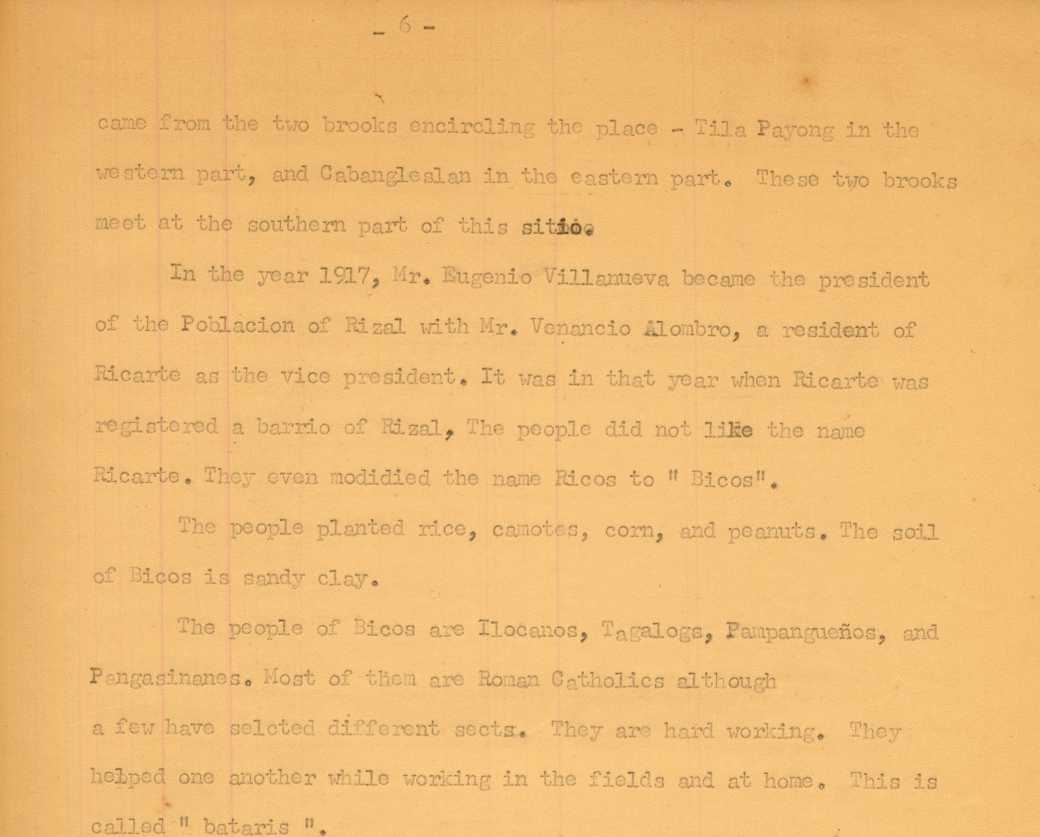 - 6 -
came from the two brooks encircling the place - Tila Payong in the
western part, and Cabangleslan in the eastern part. These two brooks
meet at the southern part of this sitio.
In the year 1917, Mr. Eugenio Villanueva became the president
of the Poblacion of Rizal with Mr. Venancio Alombro, a resident of
Ricarte as the vice president. It was in that year when Ricarte was
registered a barrio of Rizal, The people did not like the name
Ricarte. They even modidied the name Ricos to " Bicos".
The people planted rice, camotes, corn, and peanuts. The soil
of Bicos is sandy clay.
The people of Bicos are Ilocanos, Tagalogs, Pampangueños, and
Pangasinanes. Most of them are Roman Catholics although
a few have selcted different sects. They are hard working. They
helped one another while working in the fields and at home. This is
called " bataris ".